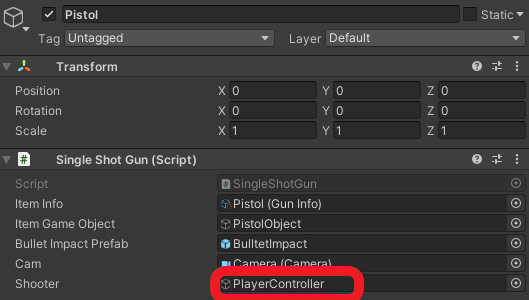 Pistol Static
Tag Untagged Layer Default
Transform
Position X 0 Y 0 Z 0
Rotation X 0 Y 0 Z 0
Scale X 1 Y 1 Z 1
# Single Shot Gun (Script)
Script # SingleShotGun
Item Info Pistol (Gun Info)
Item Game Object PistolObject
Bullet Impact Prefab BulltetImpact
Cam Camera (Camera)
Shooter PlayerController